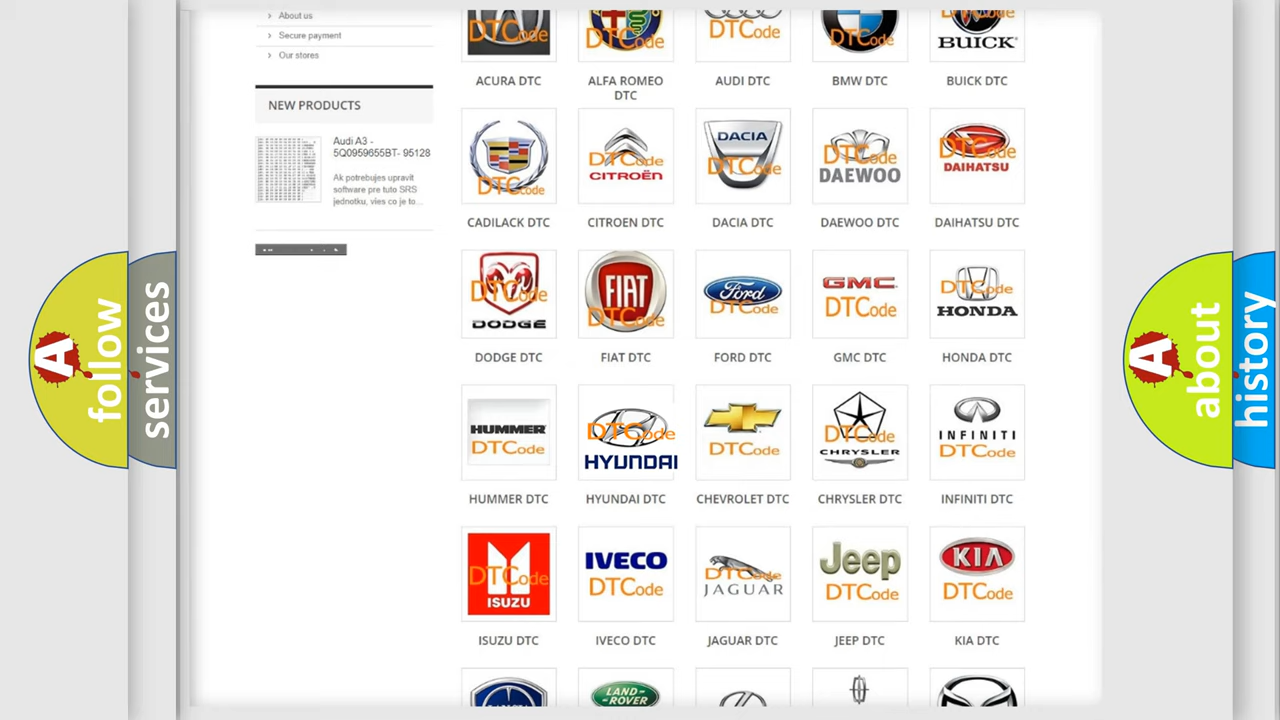 About us
Secure payment
Our stores
NEW PRODUCTS
Audi A3 -
5Q0959655BT- 95128
Ak potrebujes upravit
software pre tuto SRS
jednotku, vies co je to...
DTCode
DTCode
DTCode
DTCode
BUICK
ACURA DTC
ALFA ROMEO
DTC
AUDI DTC
BMW DTC
BUICK DTC
DTCode
DTCode
CITROËN
DACIA
DTCode
DTCode
DAEWOO
DTCode
DAIHATSU
CADILACK DTC
CITROEN DTC
DACIA DTC
DAEWOO DTC
DAIHATSU DTC
DTCode
DODGE
FIAT
DTCode
Ford
DTCode
GMC
DTCode
DTCode
HONDA
DODGE DTC
FIAT DTC
FORD DTC
GMC DTC
HONDA DTC
HUMMER
DTCode
DTCode
HYUNDAI
DTCode
DTCode
CHRYSLER
INFINITI
DTCode
HUMMER DTC
HYUNDAI DTC
CHEVROLET DTC
CHRYSLER DTC
INFINITI DTC
DTCode
ISUZU
IVECO
DTCode
DTCode
JAGUAR
Jeep
DTCode
KIA
DTCode
ISUZU DTC
IVECO DTC
JAGUAR DTC
JEEP DTC
KIA DTC
LAND-
ROVER
A
follow
services
A
about
history